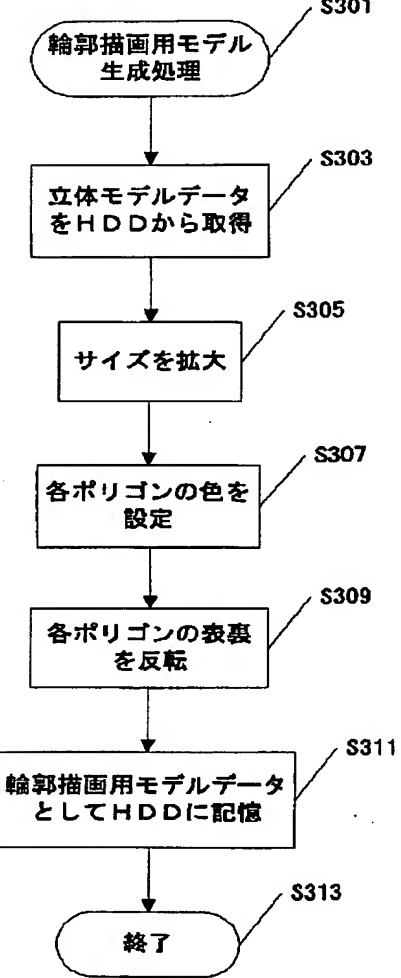 S301
輪郭描画用モデル
生成処理
S303
立体モデルデータ
をＨＤＤから取得
S305
サイズを拡大
S307
各ポリゴンの色を
設定
S309
各ポリゴンの表裏
を反転
S311
輪郭描画用モデルデータ
としてＨＤＤに記憶
S313
終了